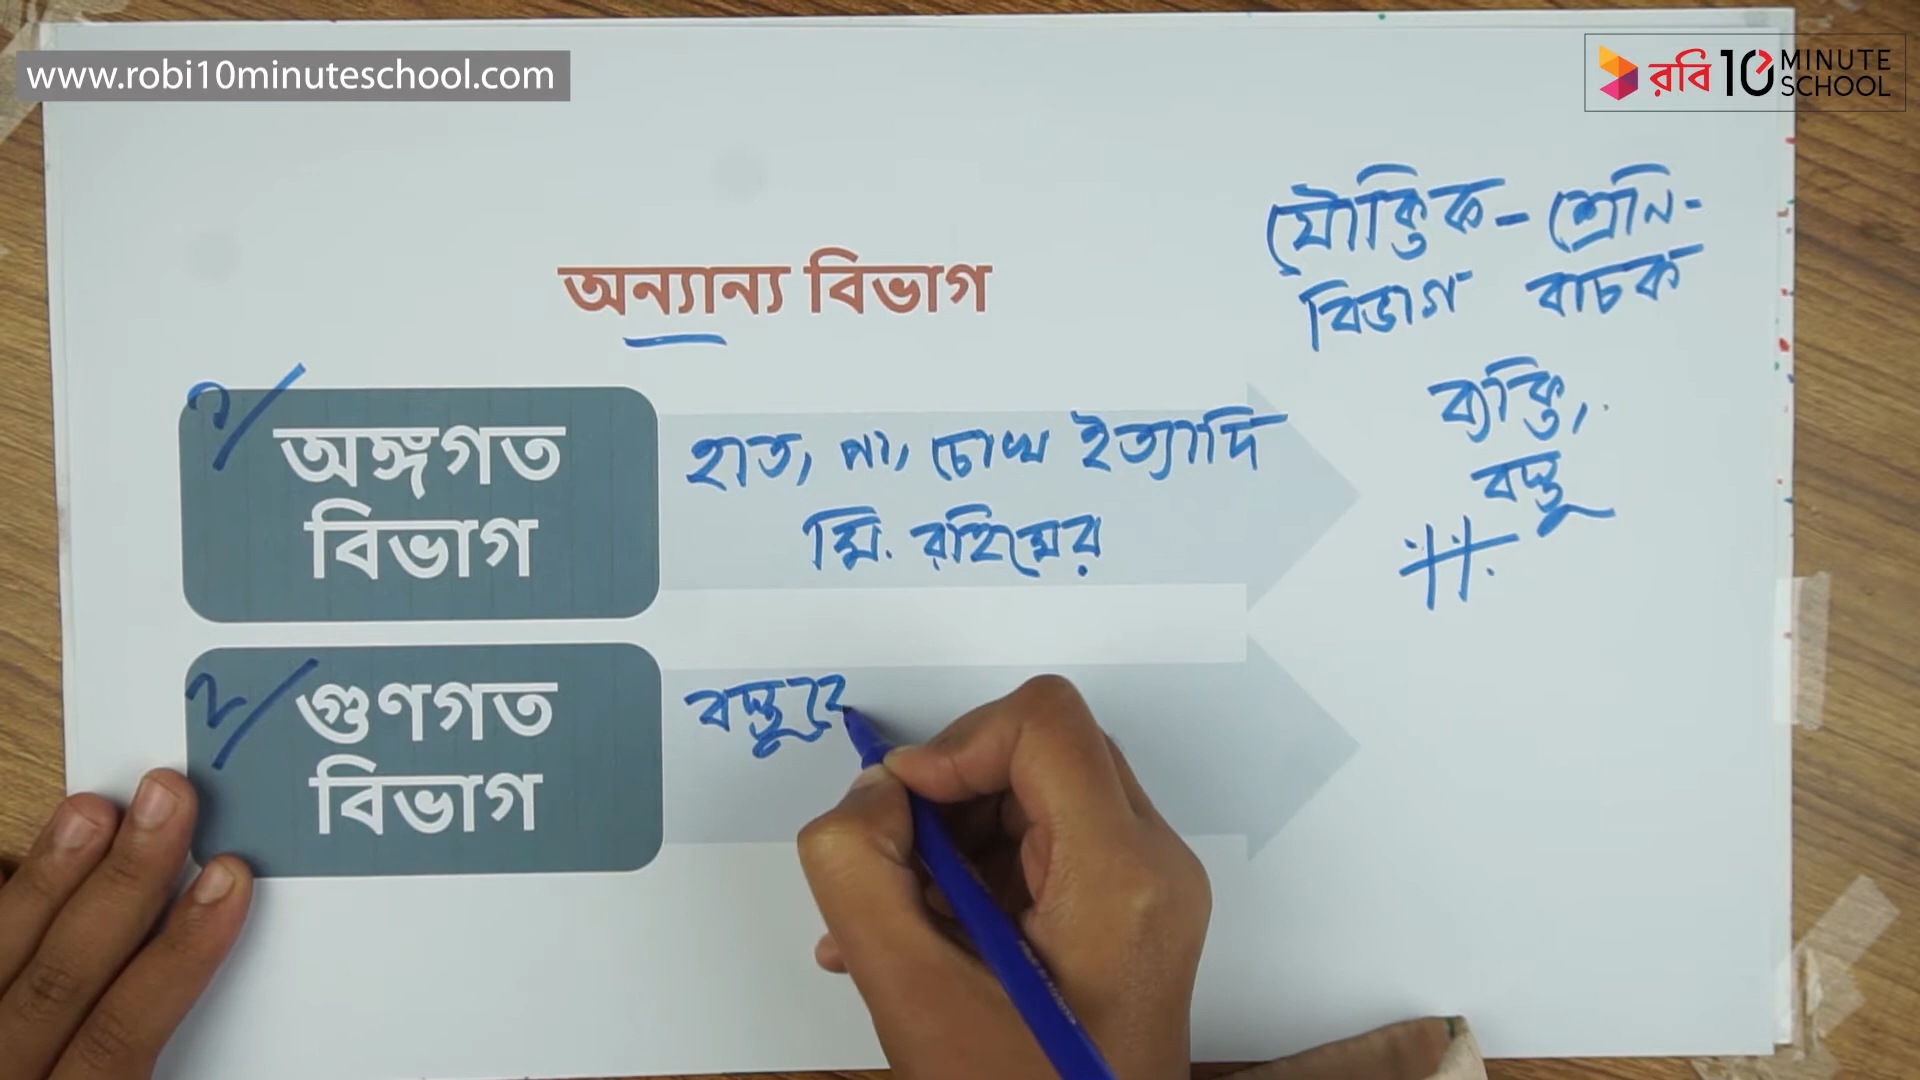 www.robi10minuteschool.com
রবি 10 MINUTE SCHOOL
যৌক্তিক - শ্রেনি-
বিভাগ বাচক
অন্যান্য বিভাগ
ব্যক্তি,
বস্তু
১/
অঙ্গগত
বিভাগ
হাত, পা, চোখ ইত্যাদি
মি. রহিমের
২/
গুণগত
বিভাগ
বস্তুবে